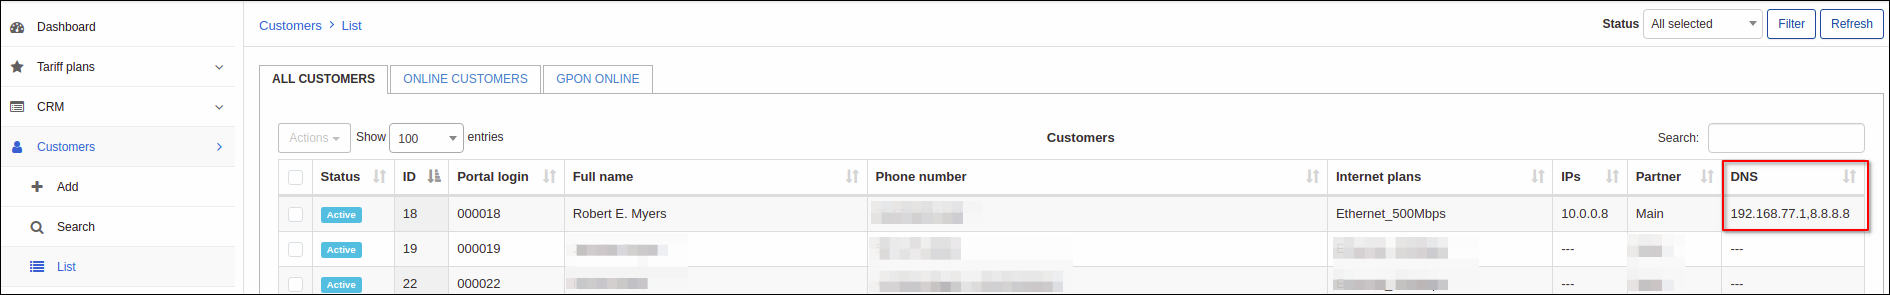 Dashboard
Tariff plans
CRM
Customers
Add
Search
List
Customers > List
Status All selected Filter Refresh
ALL CUSTOMERS ONLINE CUSTOMERS GPON ONLINE
Actions Show 100 entries Customers Search:
Status ID Portal login Full name Phone number Internet plans IPs Partner DNS
Active 18 000018 Robert E. Myers Ethernet_500Mbps 10.0.0.8 Main 192.168.77.1,8.8.8.8
Active 19 000019 --- ---
Active 22 000022 --- ---